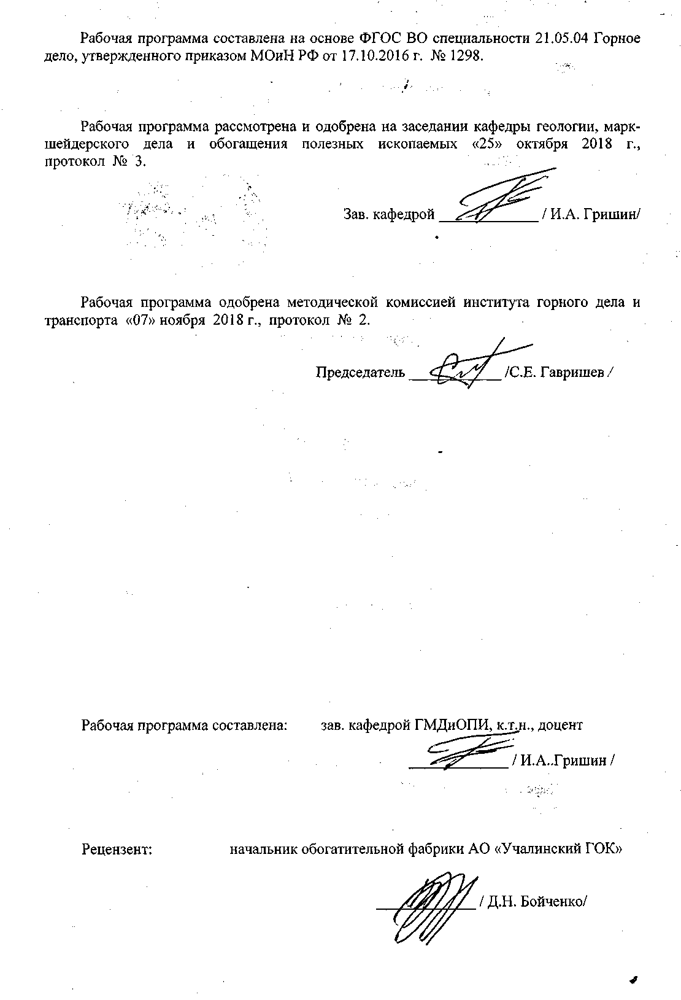 Рабочая программа составлена на основе ФГОС ВО специальности 21.05.04 Горное
дело, утвержденного приказом МОиН РФ от 17.10.2016 г. № 1298.
Рабочая программа рассмотрена и одобрена на заседании кафедры геологии, марк-
шейдерского дела и обогащения полезных ископаемых «25» октября 2018 г.,
протокол № 3.
Зав. кафедрой ____________ / И.А. Гришин/
Рабочая программа одобрена методической комиссией института горного дела и
транспорта «07» ноября 2018 г., протокол № 2.
Председатель ____________ /С.Е. Гавришев /
Рабочая программа составлена: зав. кафедрой ГМДиОПИ, к.т.н., доцент
____________ / И.А..Гришин /
Рецензент: начальник обогатительной фабрики АО «Учалинский ГОК»
____________ / Д.Н. Бойченко/